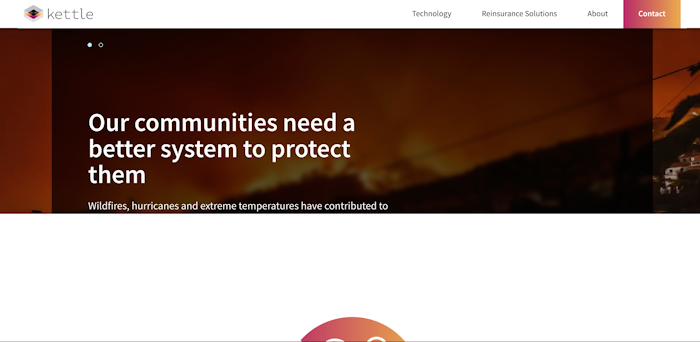 kettle
Technology
Reinsurance Solutions
About
Contact
Our communities need a
better system to protect
them
Wildfires, hurricanes and extreme temperatures have contributed to